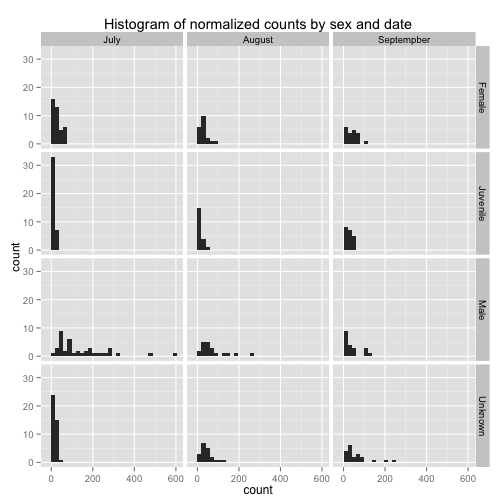 Histogram of normalized counts by sex and date
July August Septempber
30
20
10
0
Female
30
20
10
0
Juvenile
count
30
20
10
0
Male
30
20
10
0
Unknown
0 200 400 600 0 200 400 600 0 200 400 600
count